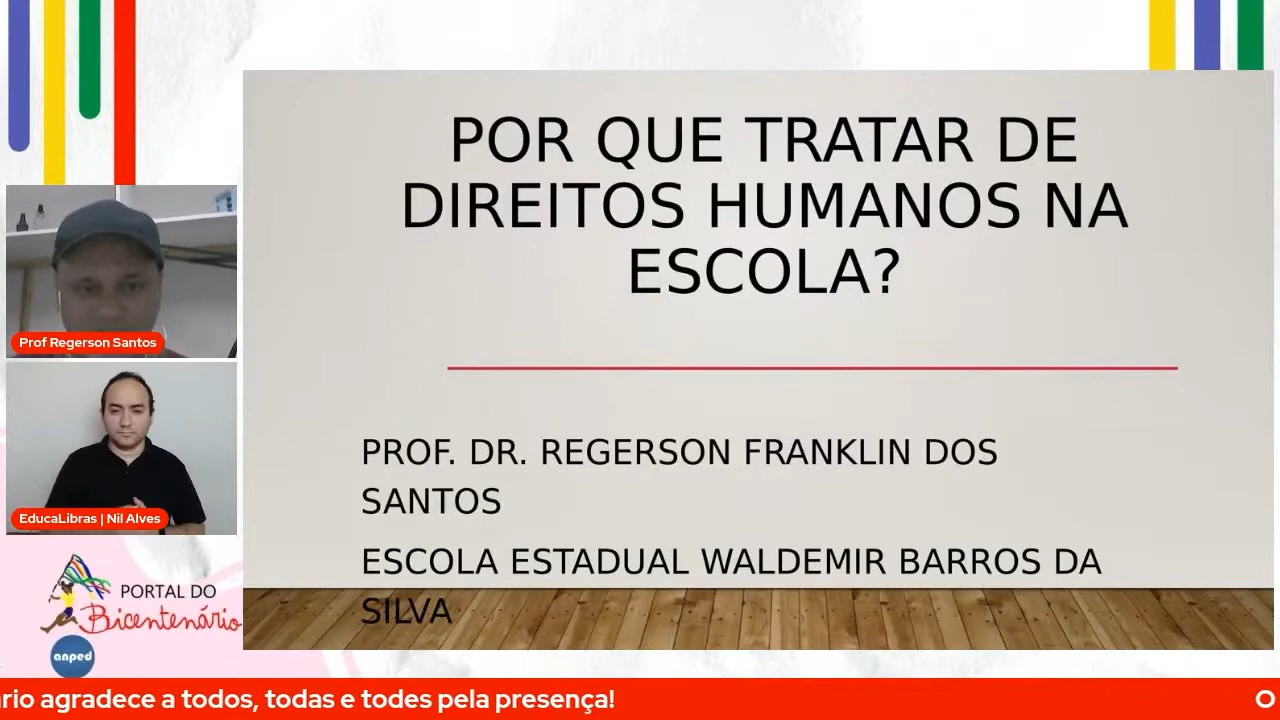 POR QUE TRATAR DE
DIREITOS HUMANOS NA
ESCOLA?
PROF. DR. REGERSON FRANKLIN DOS
SANTOS
ESCOLA ESTADUAL WALDEMIR BARROS DA
SILVA
Prof Regerson Santos
EducaLibras | Nil Alves
PORTAL DO
Bicentenário
anped
rio agradece a todos, todas e todes pela presença!
O